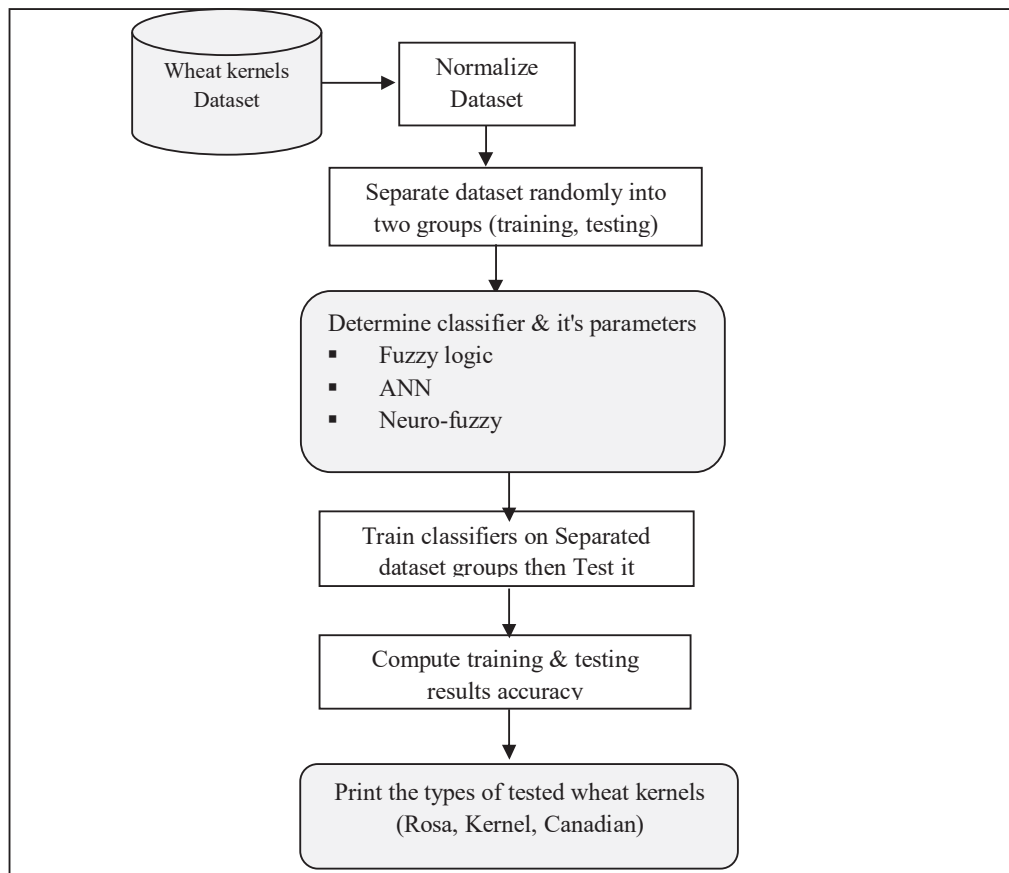 Wheat kernels
Dataset
Normalize
Dataset
Separate dataset randomly into
two groups (training, testing)
Determine classifier & it's parameters
▪ Fuzzy logic
▪ ANN
▪ Neuro-fuzzy
Train classifiers on Separated
dataset groups then Test it
Compute training & testing
results accuracy
Print the types of tested wheat kernels
(Rosa, Kernel, Canadian)